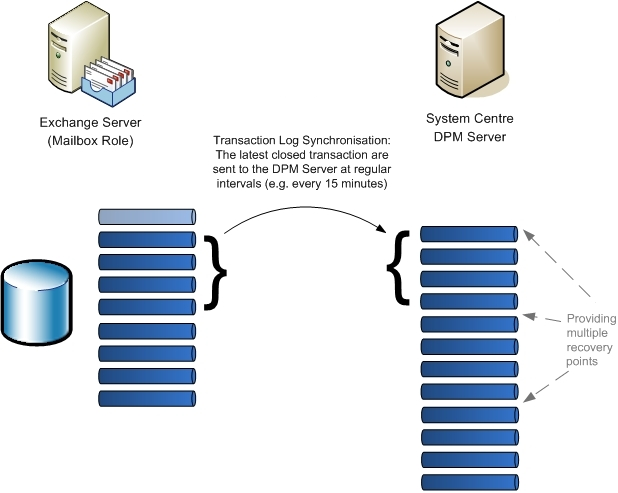 Exchange Server
(Mailbox Role)
System Centre
DPM Server
Transaction Log Synchronisation:
The latest closed transaction are
sent to the DPM Server at regular
intervals (e.g. every 15 minutes)
Providing
multiple
recovery
points